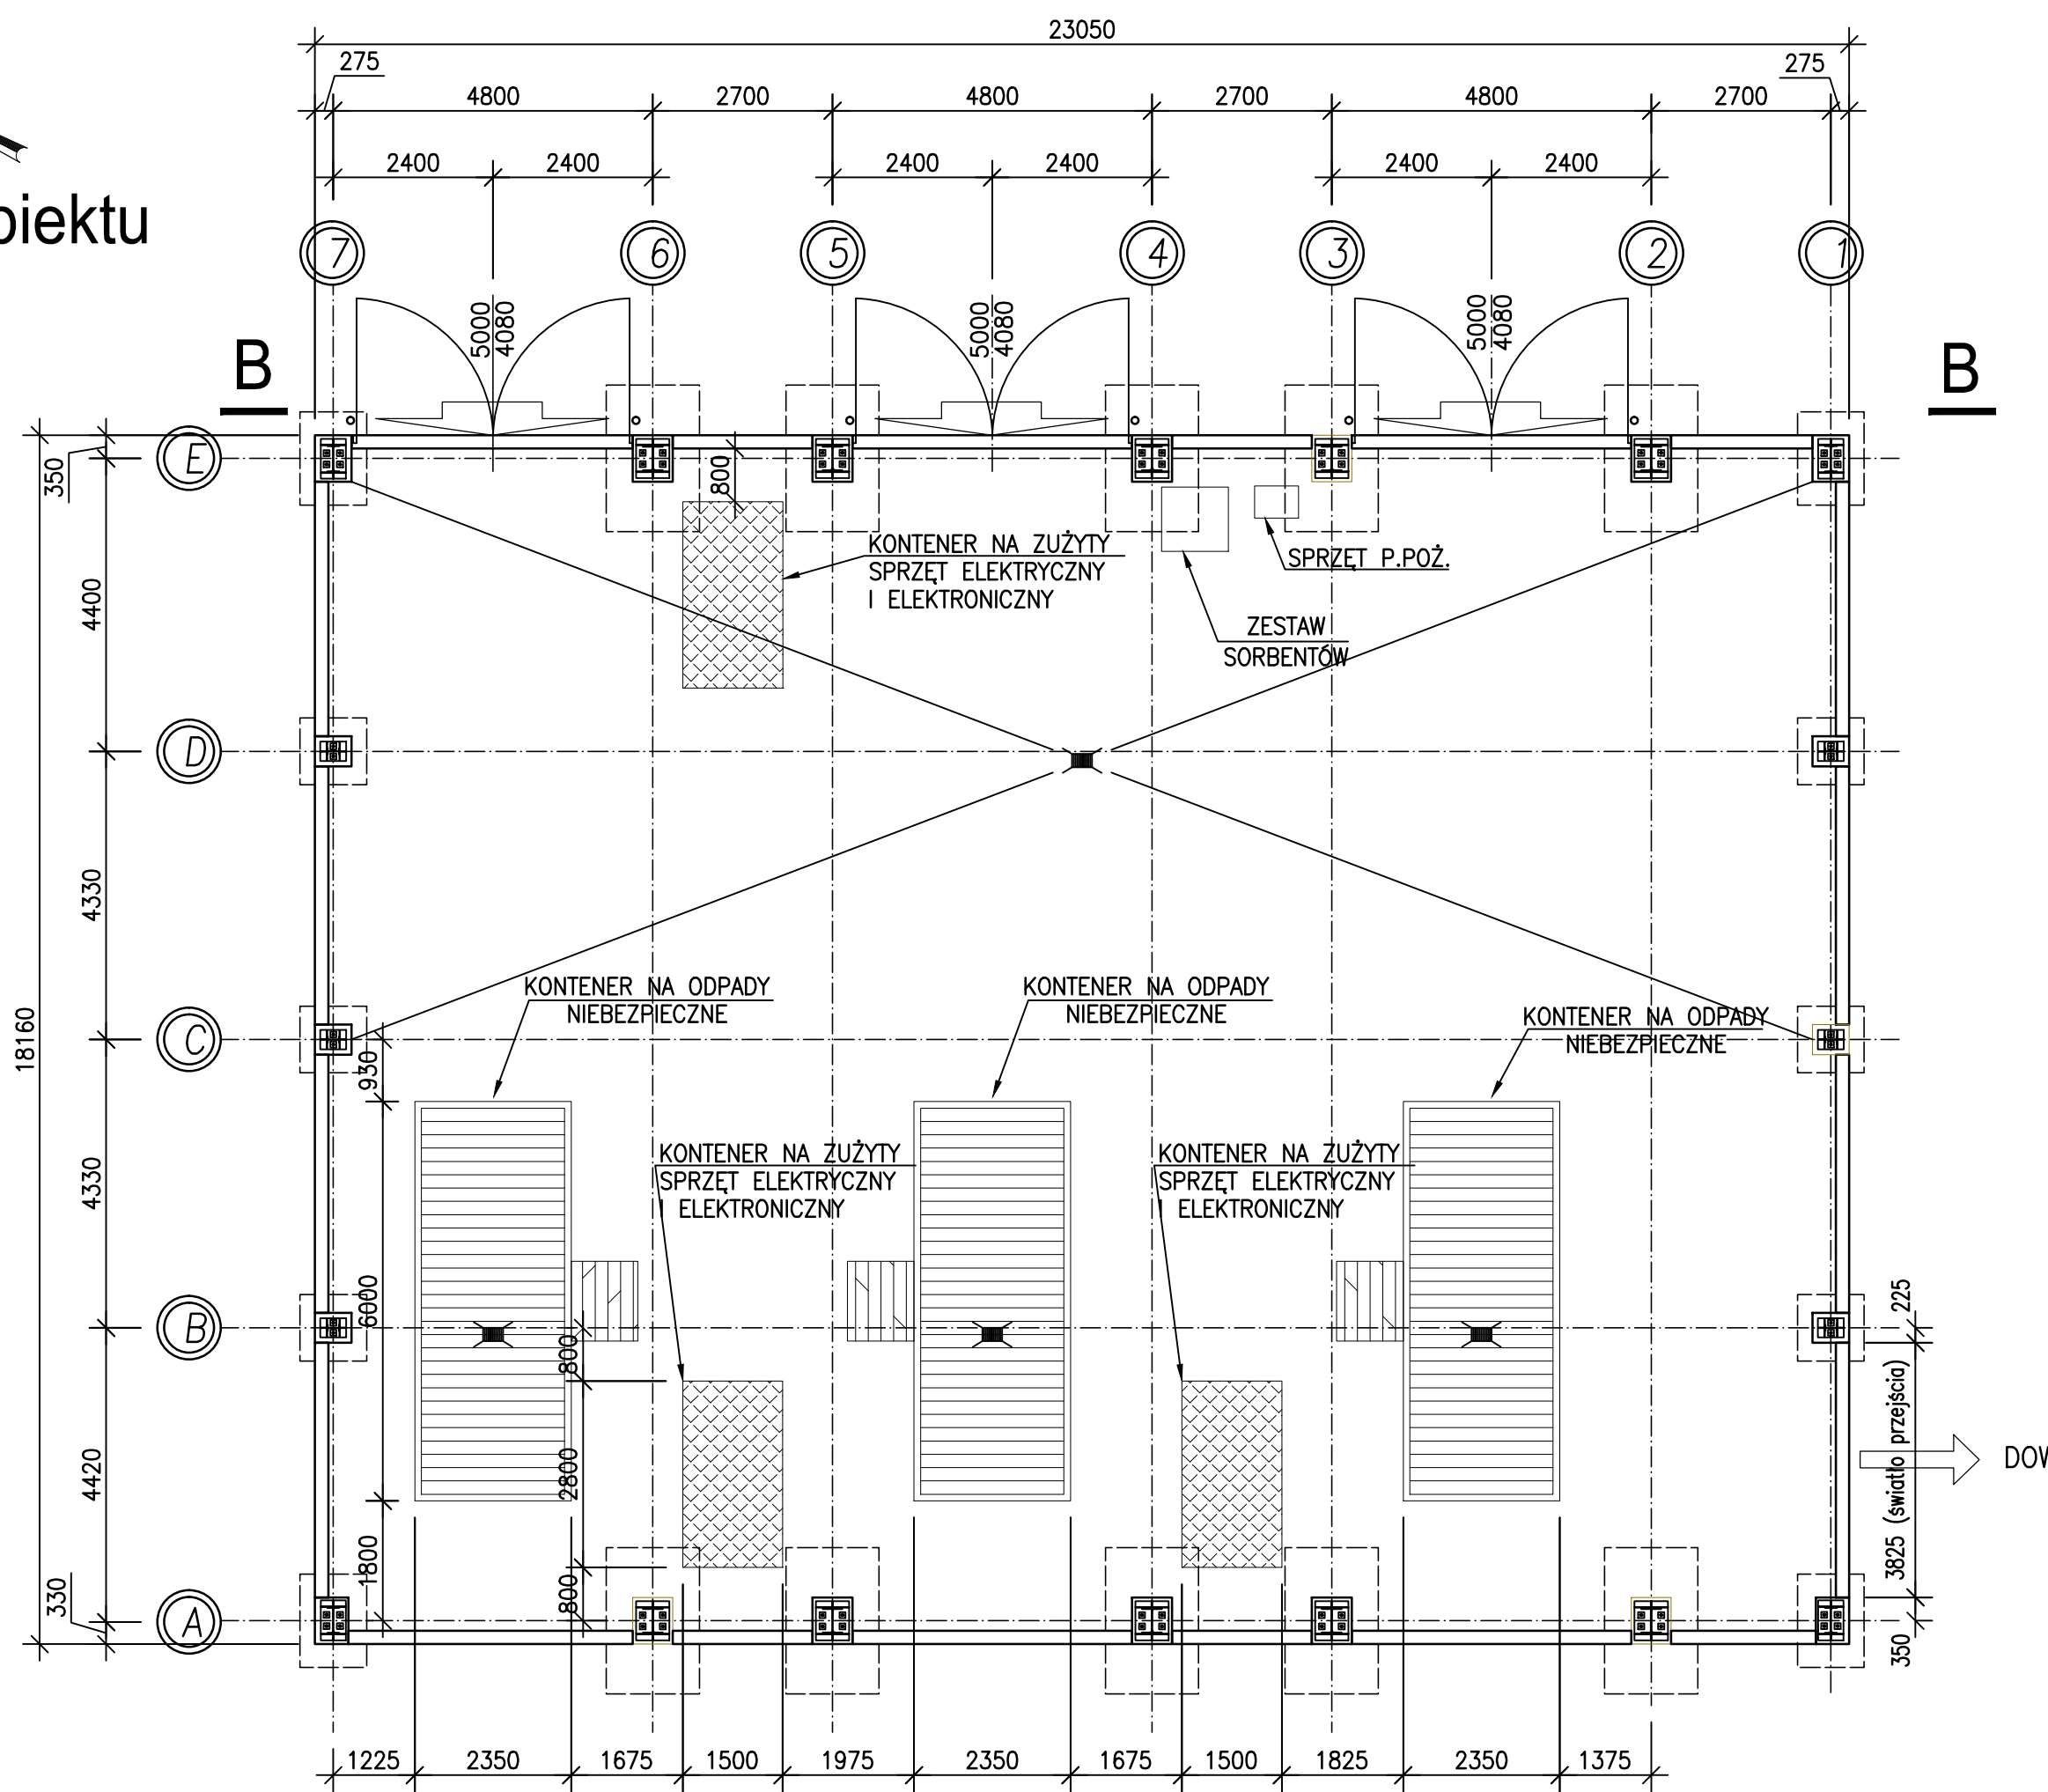 23050
275
275
4800 2700 4800 2700 4800 2700
2400 2400 2400 2400 2400 2400
biektu
7 6 5 4 3 2 1
5000
4080
5000
4080
5000
4080
B
B
E
350
800
KONTENER NA ZUŻYTY
SPRZĘT ELEKTRYCZNY
I ELEKTRONICZNY
SPRZĘT P.POŻ.
ZESTAW
SORBENTÓW
4400
D
4330
18160
C
930
KONTENER NA ODPADY
NIEBEZPIECZNE
KONTENER NA ODPADY
NIEBEZPIECZNE
KONTENER NA ODPADY
NIEBEZPIECZNE
KONTENER NA ZUŻYTY
SPRZĘT ELEKTRYCZNY
I ELEKTRONICZNY
KONTENER NA ZUŻYTY
SPRZĘT ELEKTRYCZNY
I ELEKTRONICZNY
4330
6000
B
800
225
4420
2800
3825 (światło przejścia)
DOW
1800
800
330
A
350
1225 2350 1675 1500 1975 2350 1675 1500 1825 2350 1375